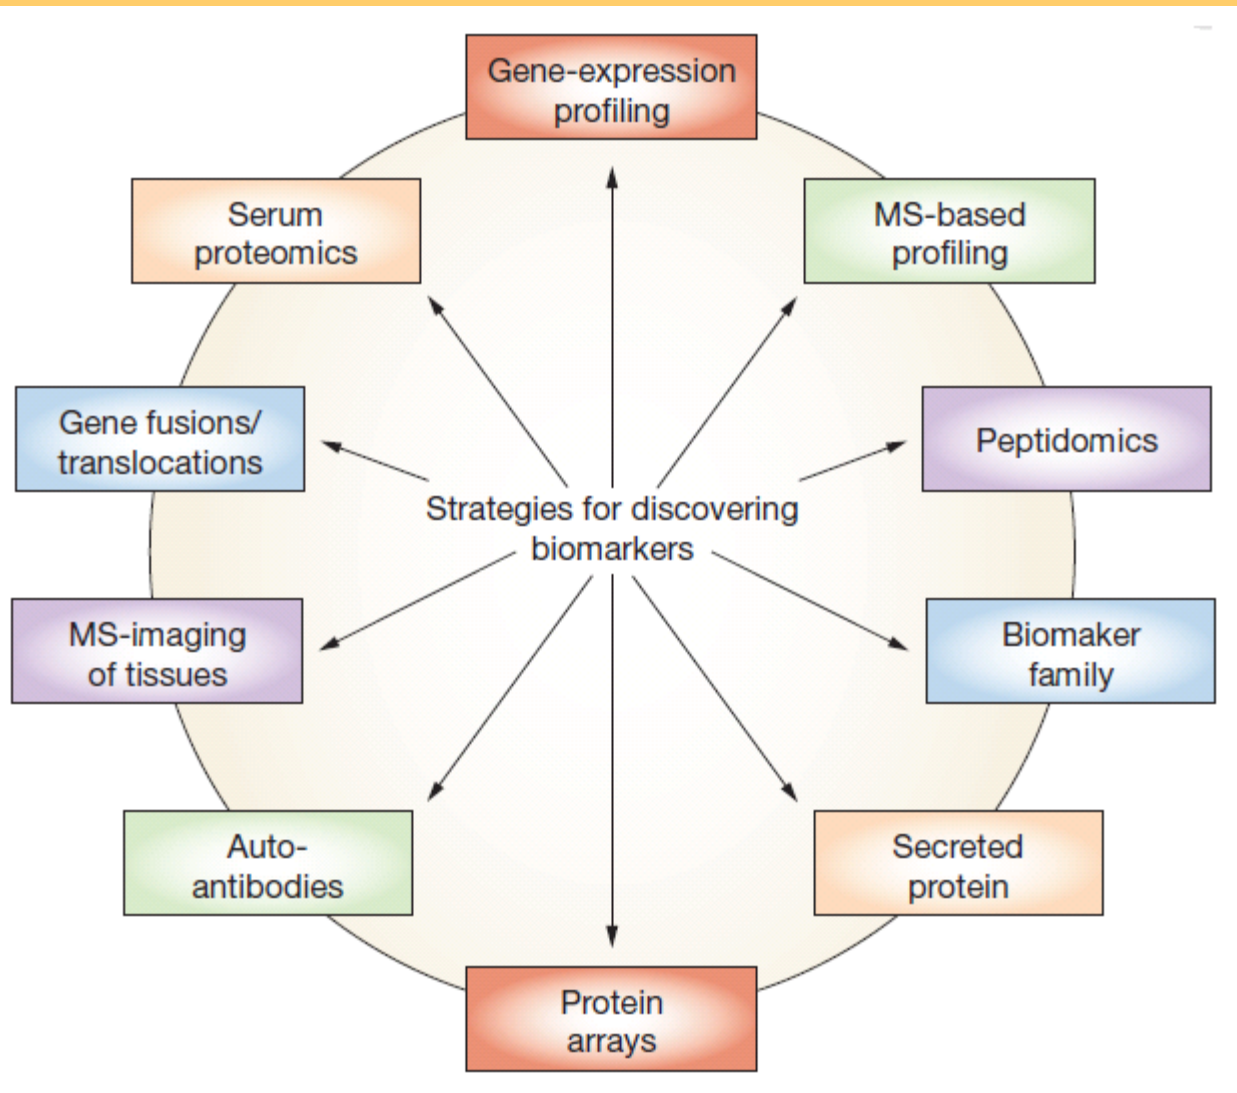 Gene-expression
profiling
Serum
proteomics
MS-based
profiling
Gene fusions/
translocations
Peptidomics
Strategies for discovering
biomarkers
MS-imaging
of tissues
Biomaker
family
Auto-
antibodies
Secreted
protein
Protein
arrays